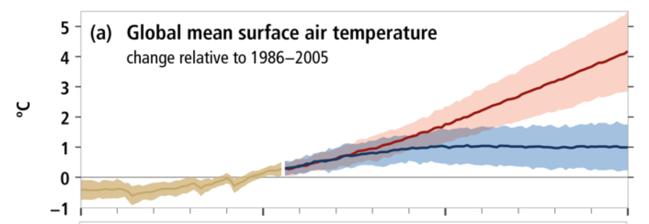 (a) Global mean surface air temperature
change relative to 1986–2005
°C
5
4
3
2
1
0
–1